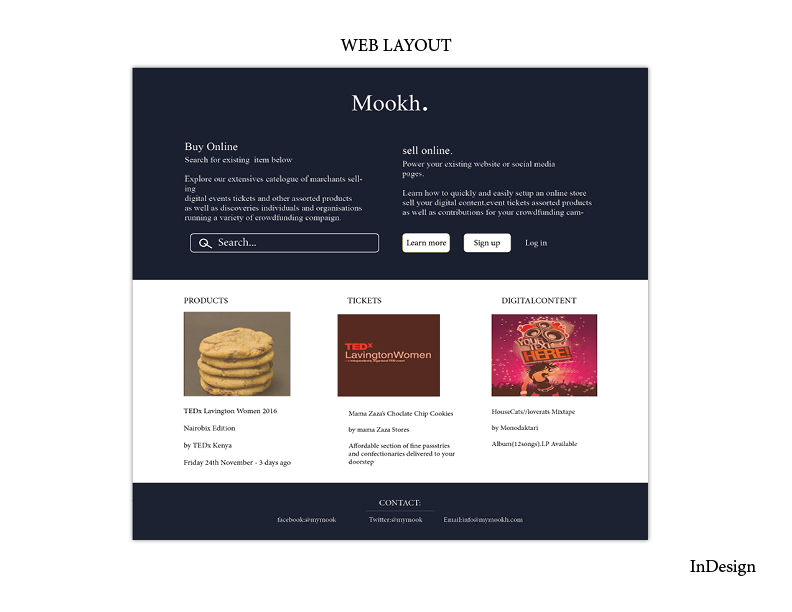 WEB LAYOUT
Mookh.
Buy Online
Search for existing item below
Explore our extensives catelogue of marchants sell-
ing
digital events tickets and other assorted products
as well as discoveries individuals and organisations
running a variety of crowdfunding compaign.
Search...
sell online.
Power your existing website or social media
pages.
Learn how to quickly and easily setup an online store
sell your digital content,event tickets assorted products
as well as contributions for your crowdfunding cam-
Learn more
Sign up
Log in
PRODUCTS
TEDx Lavington Women 2016
Nairobix Edition
by TEDx Kenya
Friday 24th November - 3 days ago
TICKETS
TEDx
LavingtonWomen
Mama Zaza's Choclate Chip Cookies
by mama Zaza Stores
Affordable section of fine passstries
and confectionaries delivered to your
doorstep
DIGITALCONTENT
YOUR
TEXT
HERE!
HouseCats//loverats Mixtape
by Monodaktari
Album(12songs).LP Available
CONTACT:
facebook:@mymook
Twitter:@mymook
Email:info@mymookh.com
InDesign